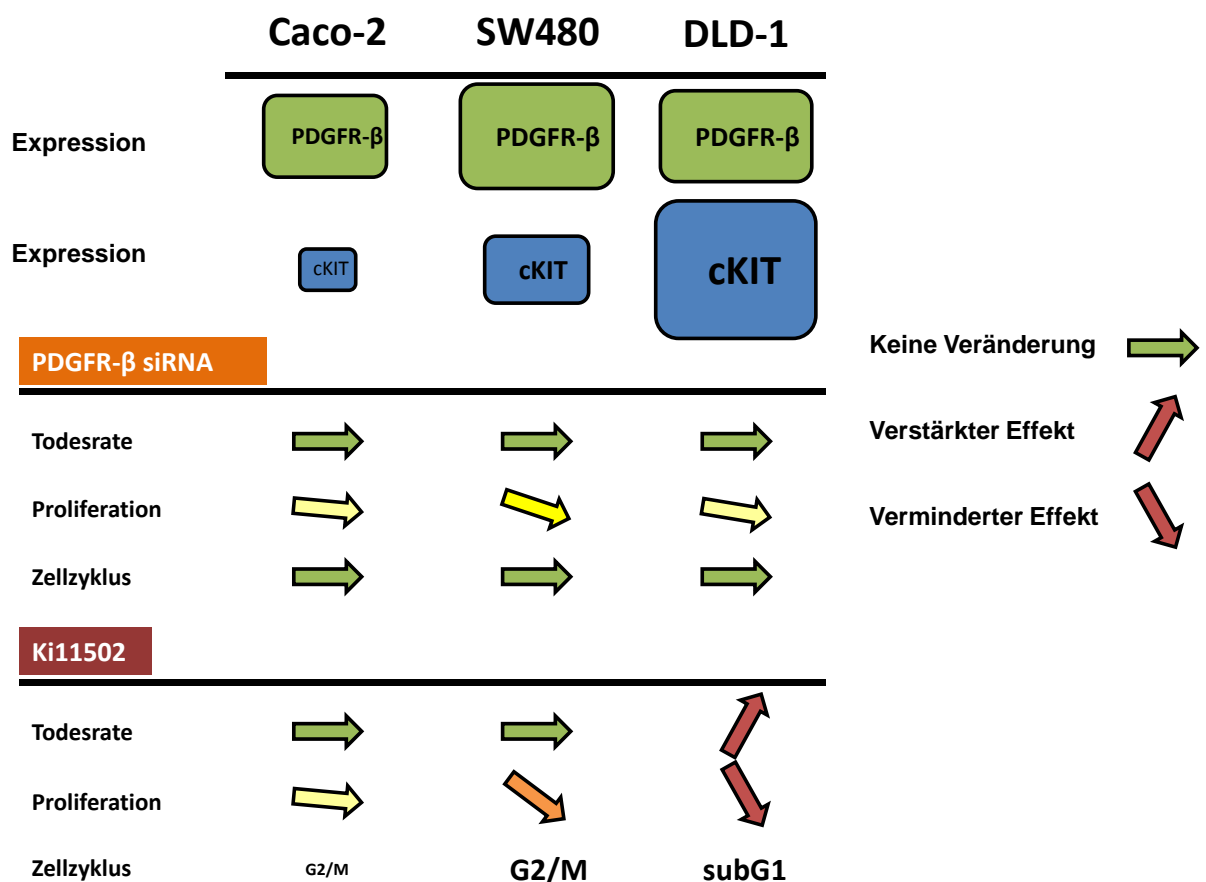 Caco-2 SW480 DLD-1
Expression PDGFR-β PDGFR-β PDGFR-β
Expression cKIT cKIT cKIT
PDGFR-β siRNA
Todesrate
Proliferation
Zellzyklus
Ki11502
Todesrate
Proliferation
Zellzyklus G2/M G2/M subG1
Keine Veränderung
Verstärkter Effekt
Verminderter Effekt